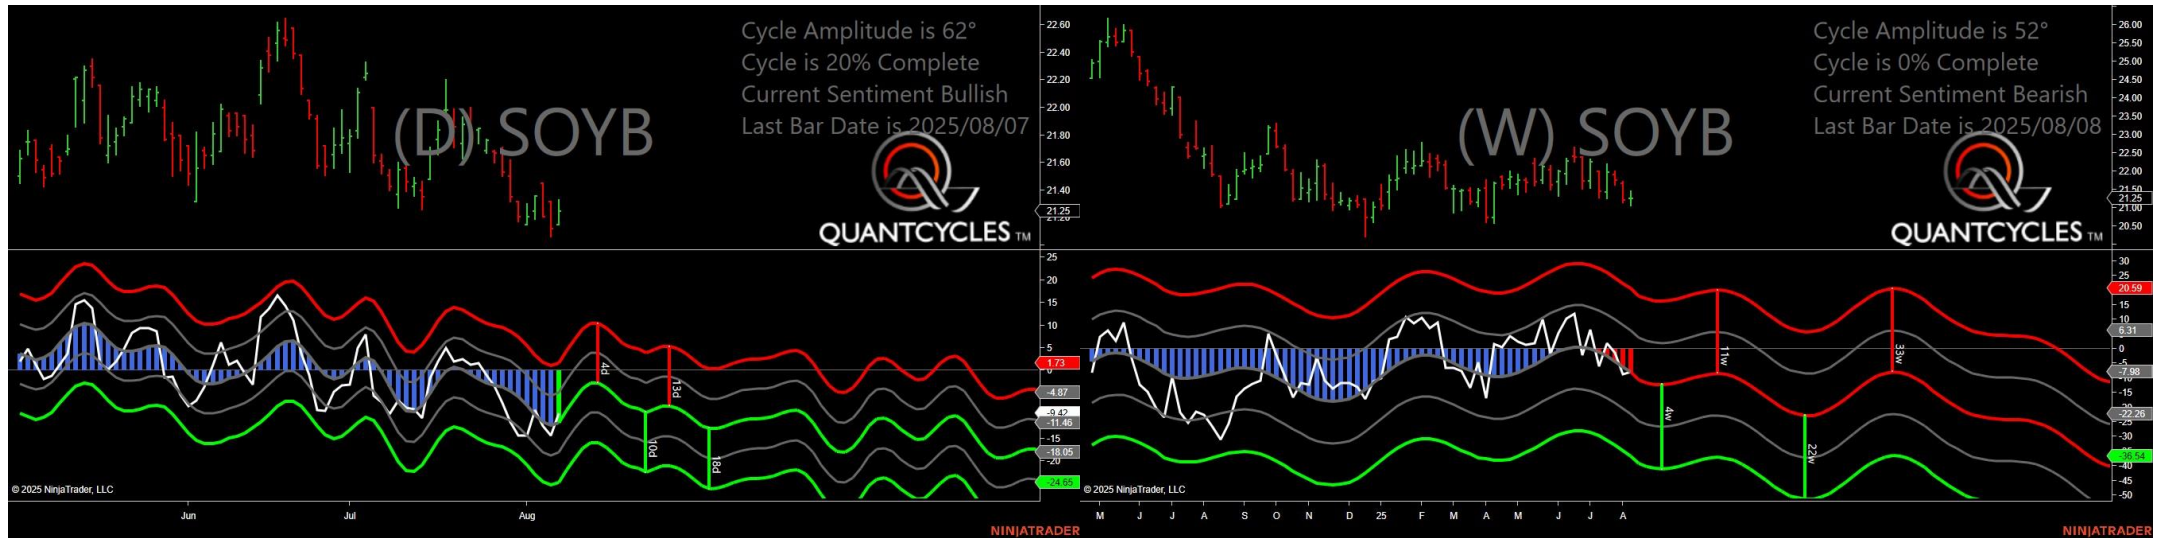 Cycle Amplitude is 62°
Cycle is 20% Complete
Current Sentiment Bullish
Last Bar Date is 2025/08/07
(D) SOYB
QUANTCYCLES TM
22.60
22.40
22.20
22.00
21.80
21.60
21.40
21.25
21.20
25
20
15
10
5
1.73
0
-4.87
-9.42
-11.46
-15
-18.05
-20
-24.65
4d
13d
10d
18d
© 2025 NinjaTrader, LLC
Jun
Jul
Aug
NINJATRADER
Cycle Amplitude is 52°
Cycle is 0% Complete
Current Sentiment Bearish
Last Bar Date is 2025/08/08
(W) SOYB
QUANTCYCLES TM
26.00
25.50
25.00
24.50
24.00
23.50
23.00
22.50
22.00
21.50
21.25
21.00
20.50
30
25
20.59
15
10
6.31
0
-5
-7.98
-10
-22.26
-25
-30
-36.54
-40
-45
-50
11w
33w
4w
22w
© 2025 NinjaTrader, LLC
M J J A S O N D 25 F M A M J J A
NINJATRADER